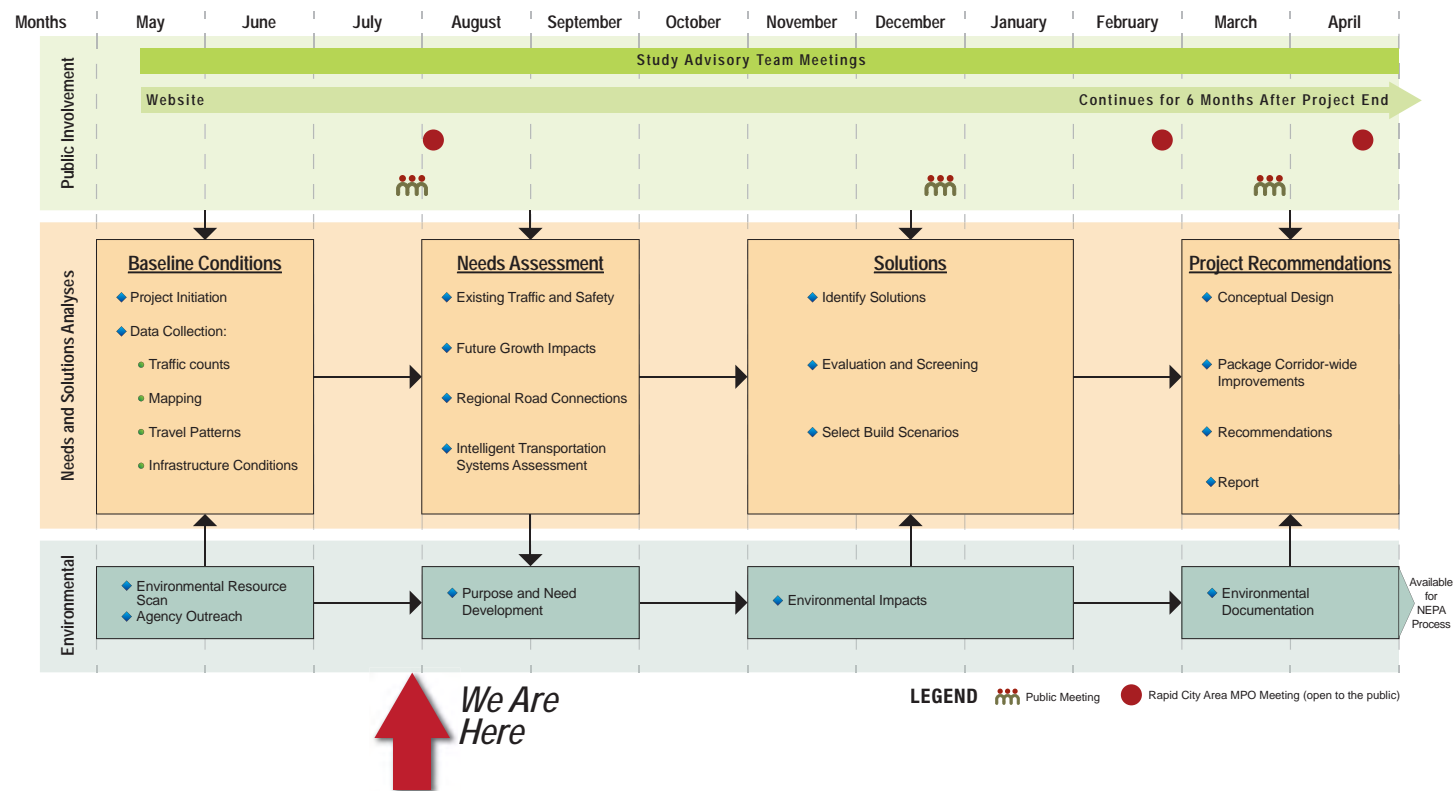 Months May June July August September October November December January February March April
Public Involvement
Study Advisory Team Meetings
Website Continues for 6 Months After Project End
Needs and Solutions Analyses
Baseline Conditions
Project Initiation
Data Collection:
Traffic counts
Mapping
Travel Patterns
Infrastructure Conditions
Needs Assessment
Existing Traffic and Safety
Future Growth Impacts
Regional Road Connections
Intelligent Transportation
Systems Assessment
Solutions
Identify Solutions
Evaluation and Screening
Select Build Scenarios
Project Recommendations
Conceptual Design
Package Corridor-wide
Improvements
Recommendations
Report
Environmental
Environmental Resource
Scan
Agency Outreach
Purpose and Need
Development
Environmental Impacts
Environmental
Documentation
Available
for
NEPA
Process
We Are
Here
LEGEND Public Meeting Rapid City Area MPO Meeting (open to the public)